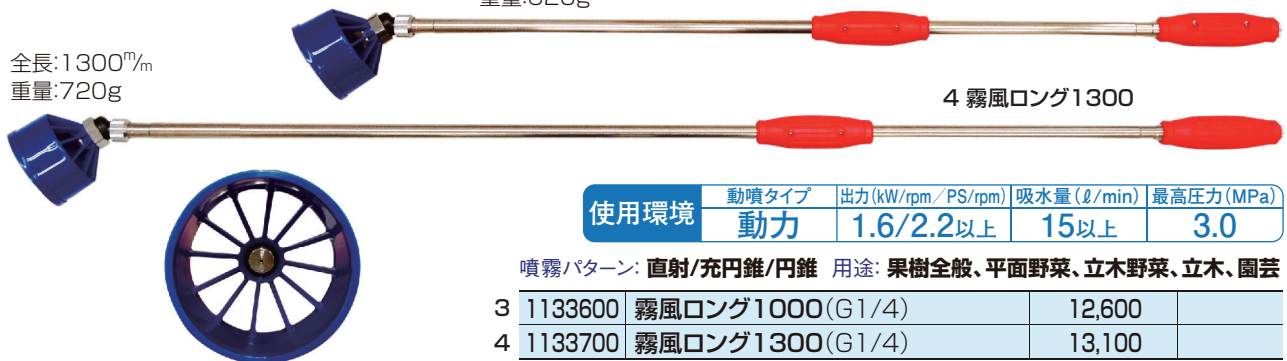 全長:1300m/m
重量:720g
4 霧風ロング1300
使用環境
動噴タイプ 出力(kW/rpm/PS/rpm) 吸水量(ℓ/min) 最高圧力(MPa)
動力 1.6/2.2以上 15以上 3.0
噴霧パターン: 直射/充円錐/円錐 用途: 果樹全般、平面野菜、立木野菜、立木、園芸
3 1133600 霧風ロング1000(G1/4) 12,600
4 1133700 霧風ロング1300(G1/4) 13,100